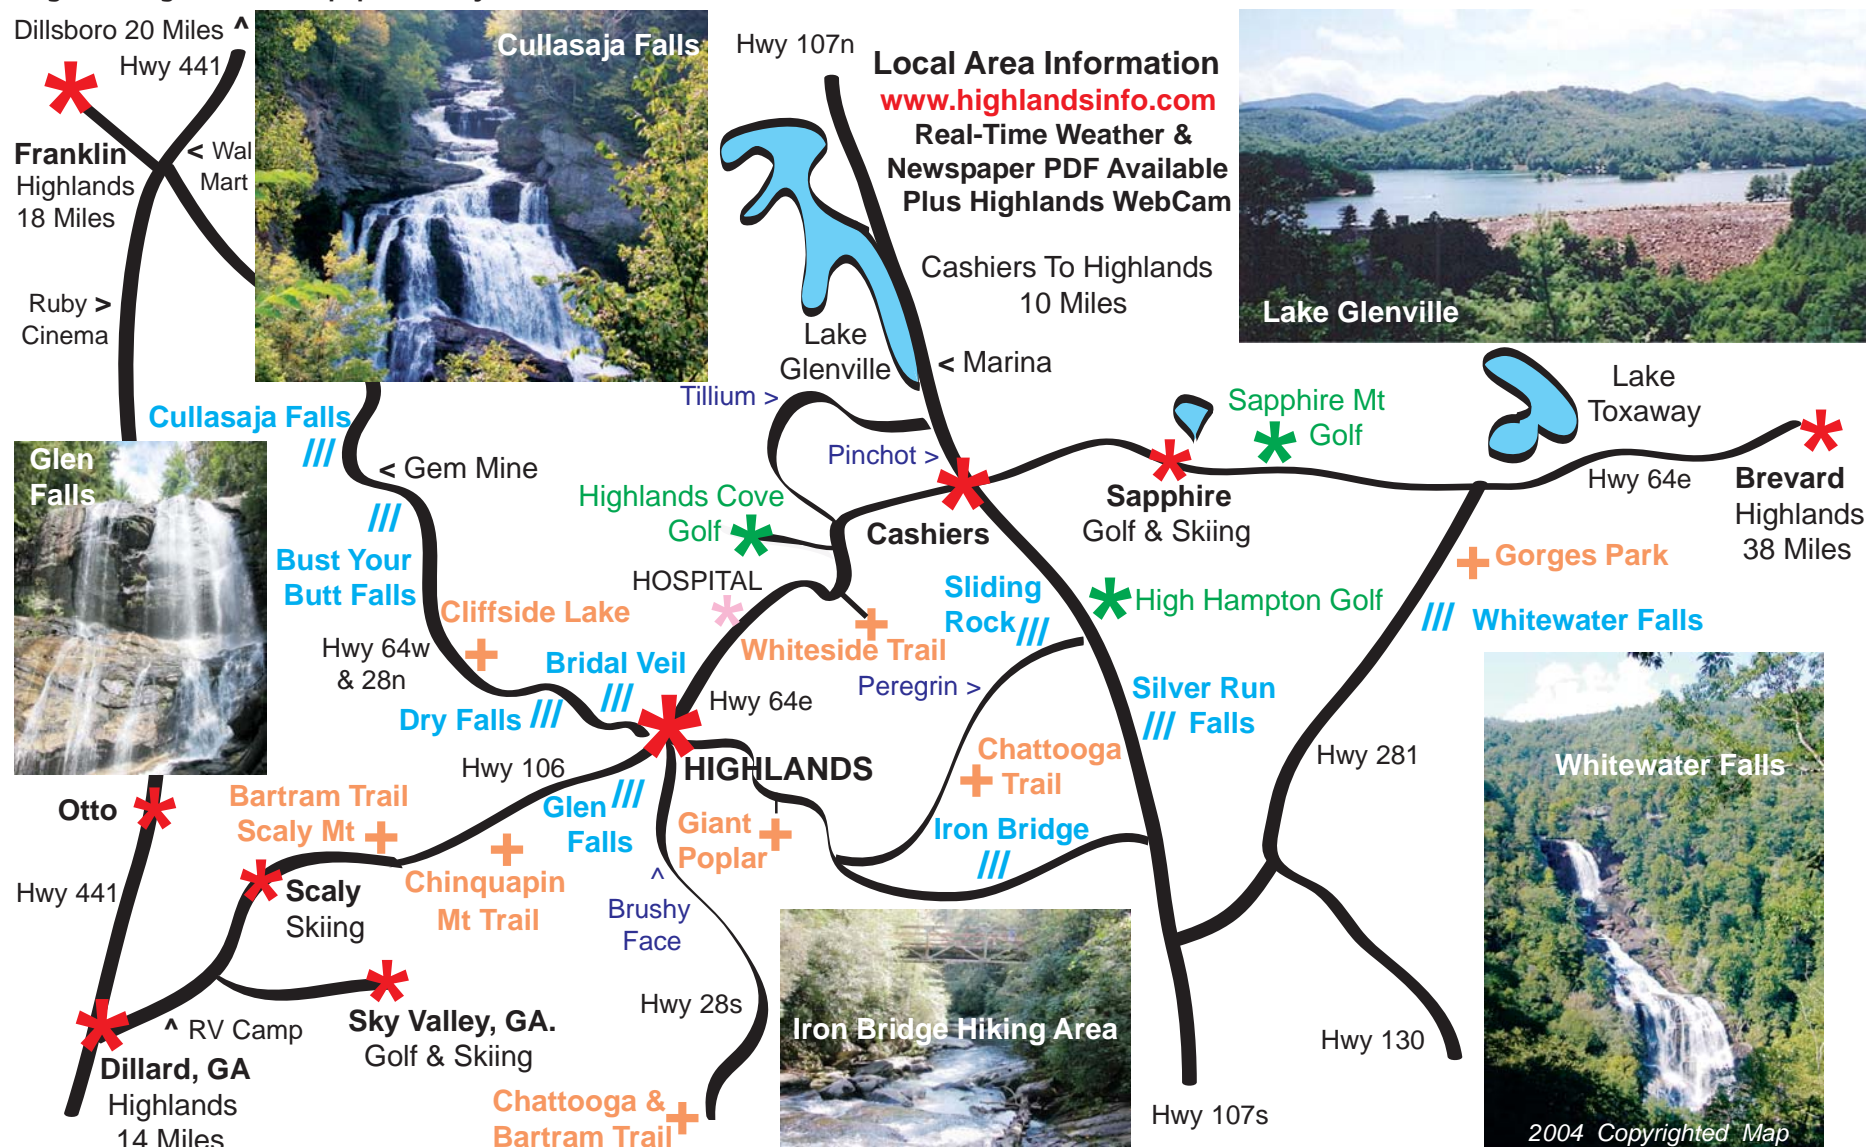 Dillsboro 20 Miles ^
Hwy 441
Franklin
Highlands
18 Miles
< Wal
Mart
Ruby >
Cinema
Cullasaja Falls
Hwy 107n
Local Area Information
www.highlandsinfo.com
Real-Time Weather &
Newspaper PDF Available
Plus Highlands WebCam
Cashiers To Highlands
10 Miles
Lake Glenville
Lake
Glenville
< Marina
Tillium >
Pinchot >
Sapphire Mt
Golf
Lake
Toxaway
Cullasaja Falls
///
< Gem Mine
Glen
Falls
///
Bust Your
Butt Falls
Highlands Cove
Golf
Cashiers
Sapphire
Golf & Skiing
Hwy 64e
Brevard
Highlands
38 Miles
Gorges Park
/// Whitewater Falls
HOSPITAL
Sliding
Rock ///
High Hampton Golf
Cliffside Lake
Whiteside Trail
Hwy 64w
& 28n
Bridal Veil
///
Peregrin >
Hwy 64e
Dry Falls ///
Silver Run
/// Falls
HIGHLANDS
Hwy 106
Chattooga
Trail
Hwy 281
Whitewater Falls
Otto
Bartram Trail
Scaly Mt
Glen ///
Falls
Giant
Poplar
Iron Bridge
///
Hwy 441
Scaly
Skiing
Chinquapin
Mt Trail
^
Brushy
Face
Hwy 28s
Iron Bridge Hiking Area
^ RV Camp
Sky Valley, GA.
Golf & Skiing
Dillard, GA
Highlands
14 Miles
Chattooga &
Bartram Trail
Hwy 130
Hwy 107s
2004 Copyrighted Map